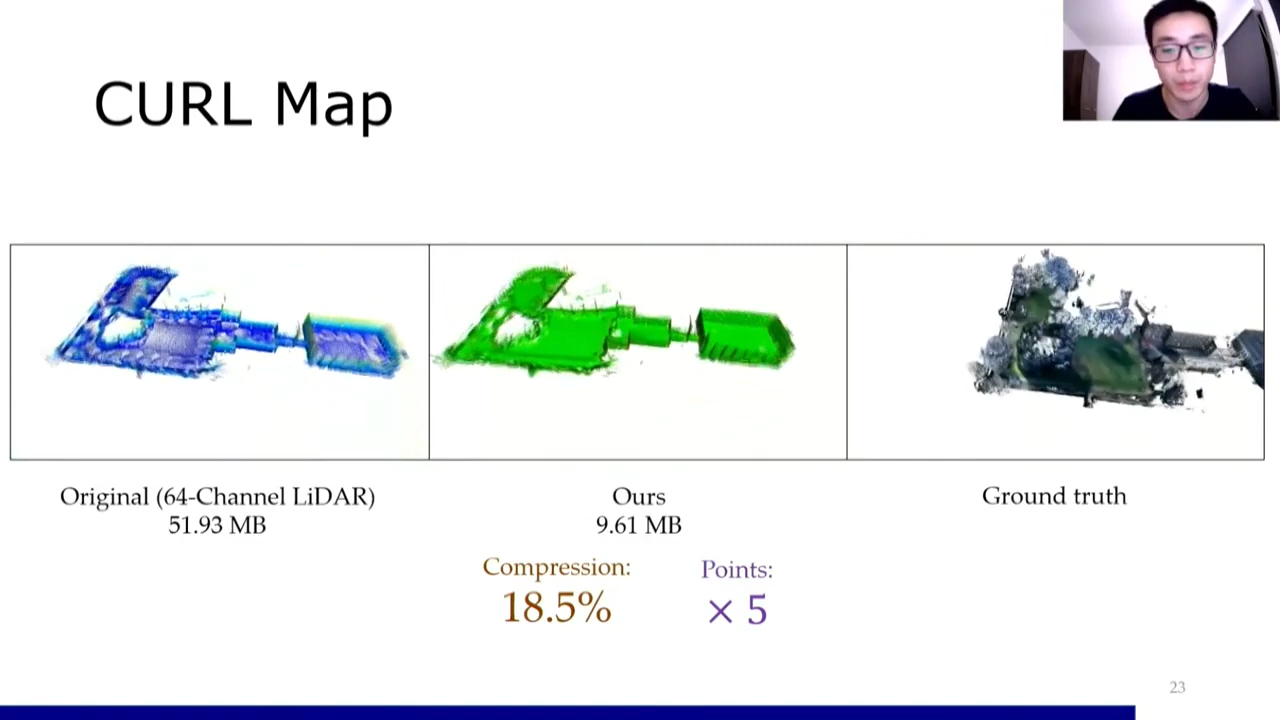 CURL Map
Original (64-Channel LiDAR)
51.93 MB
Ours
9.61 MB
Ground truth
Compression:
18.5%
Points:
× 5
23